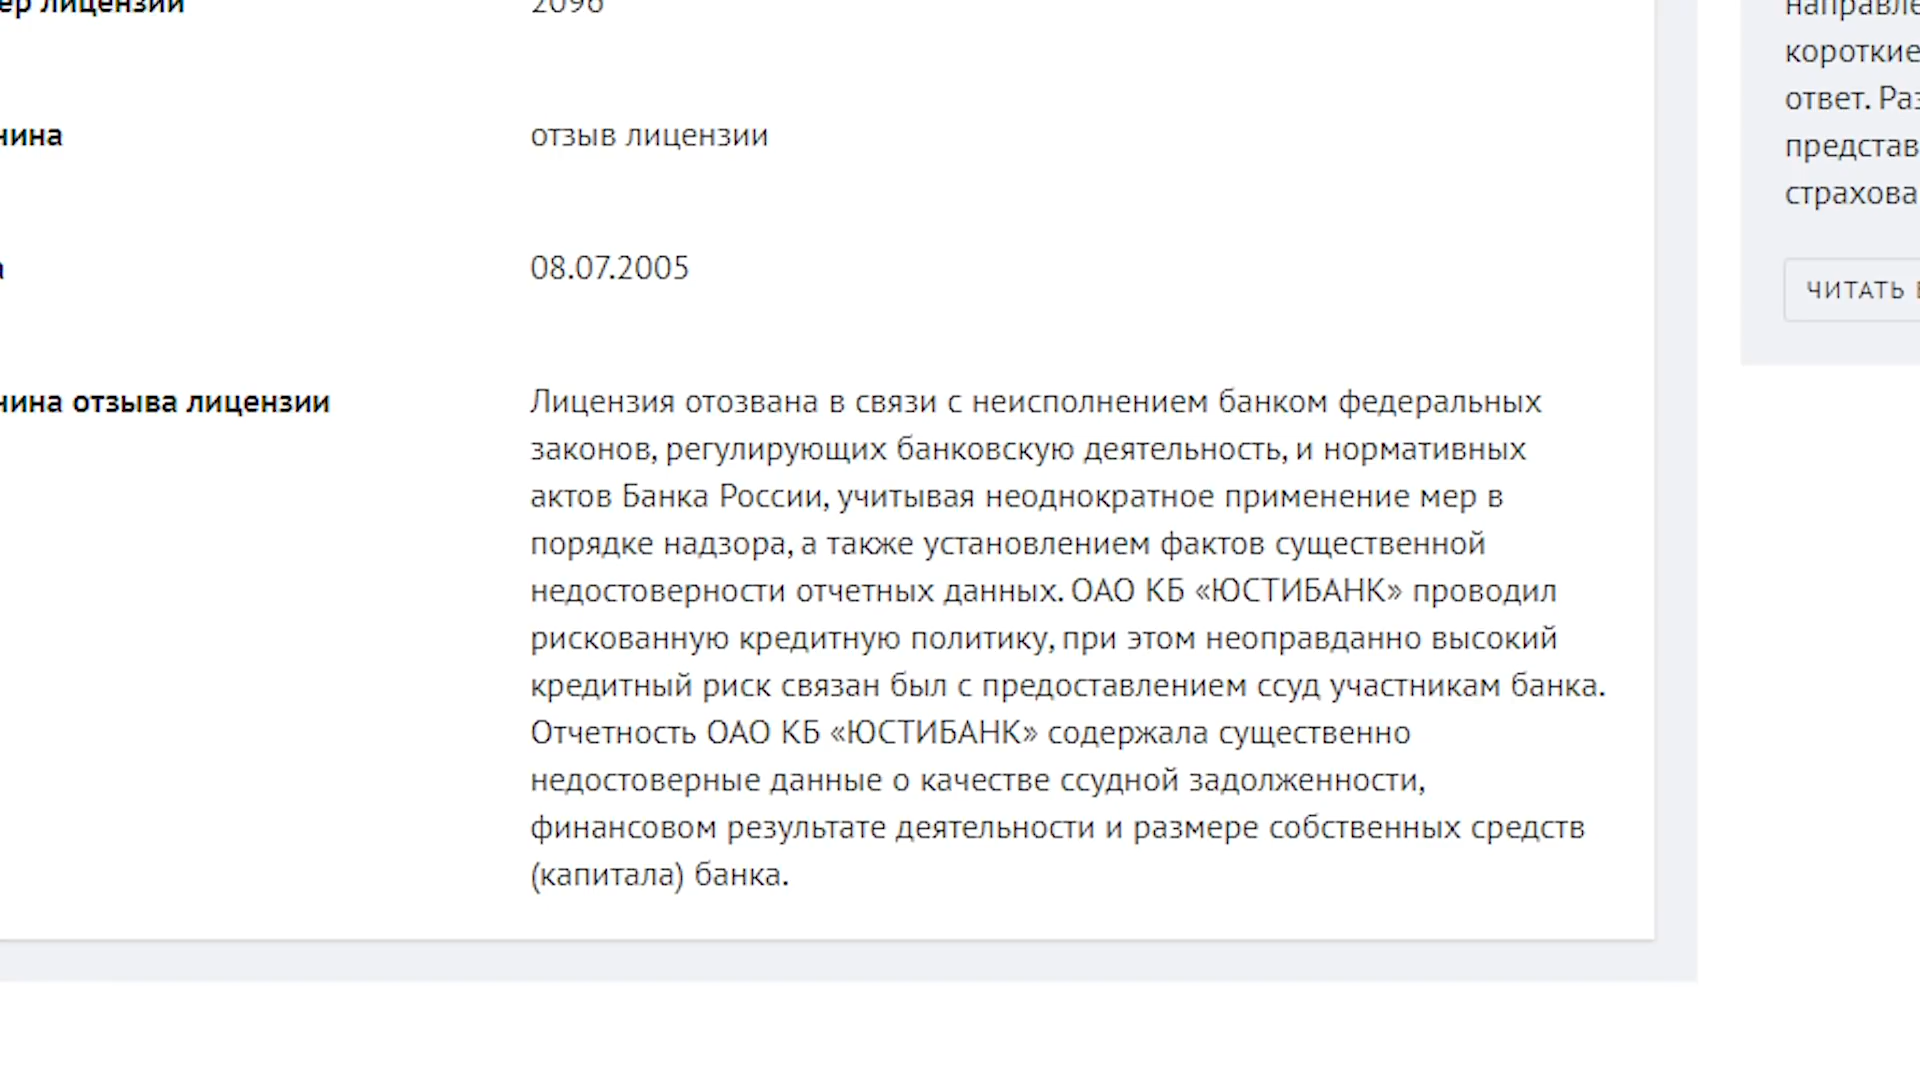 лицензии 2096
отзыв лицензии
08.07.2005
отзыва лицензии
Лицензия отозвана в связи с неисполнением банком федеральных
законов, регулирующих банковскую деятельность, и нормативных
актов Банка России, учитывая неоднократное применение мер в
порядке надзора, а также установлением фактов существенной
недостоверности отчетных данных. ОАО КБ «ЮСТИБАНК» проводил
рискованную кредитную политику, при этом неоправданно высокий
кредитный риск связан был с предоставлением ссуд участникам банка.
Отчетность ОАО КБ «ЮСТИБАНК» содержала существенно
недостоверные данные о качестве ссудной задолженности,
финансовом результате деятельности и размере собственных средств
(капитала) банка.
короткие
ответ.
ЧИТАТЬ